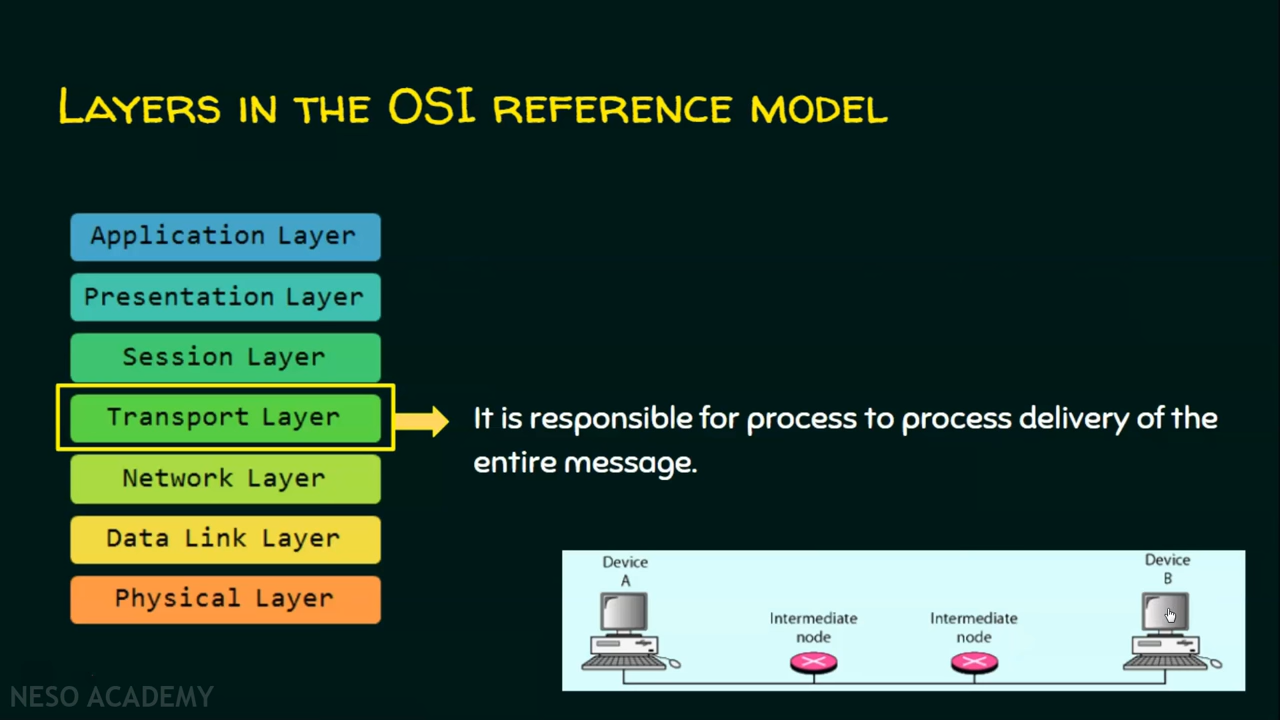 LAYERS IN THE OSI REFERENCE MODEL
Application Layer
Presentation Layer
Session Layer
Transport Layer
It is responsible for process to process delivery of the
entire message.
Network Layer
Data Link Layer
Physical Layer
Device
A
Device
B
Intermediate
node
Intermediate
node
NESO ACADEMY